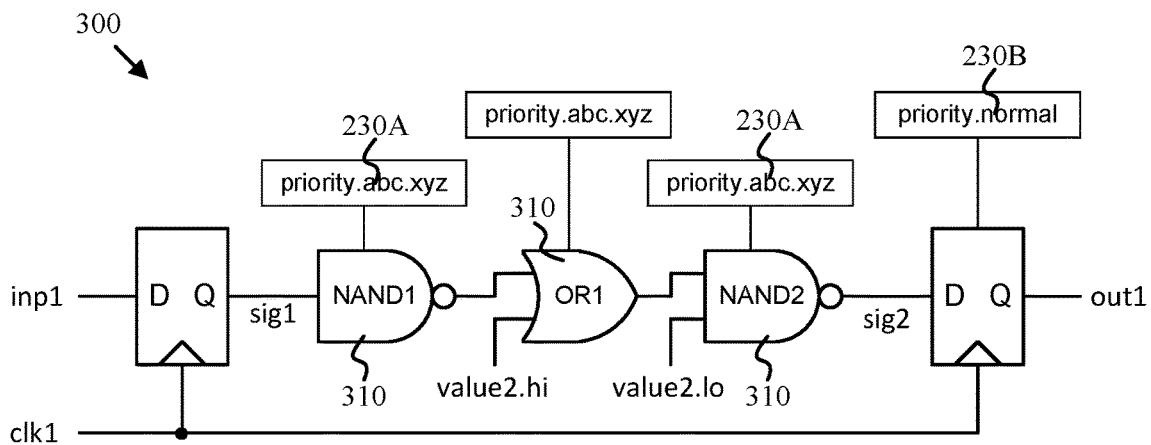 300
230B
priority.abc.xyz
priority.normal
230A
230A
priority.abc.xyz
priority.abc.xyz
310
inp1
D Q
sig1
NAND1
OR1
NAND2
sig2
D Q
out1
310
value2.hi
value2.lo
310
clk1